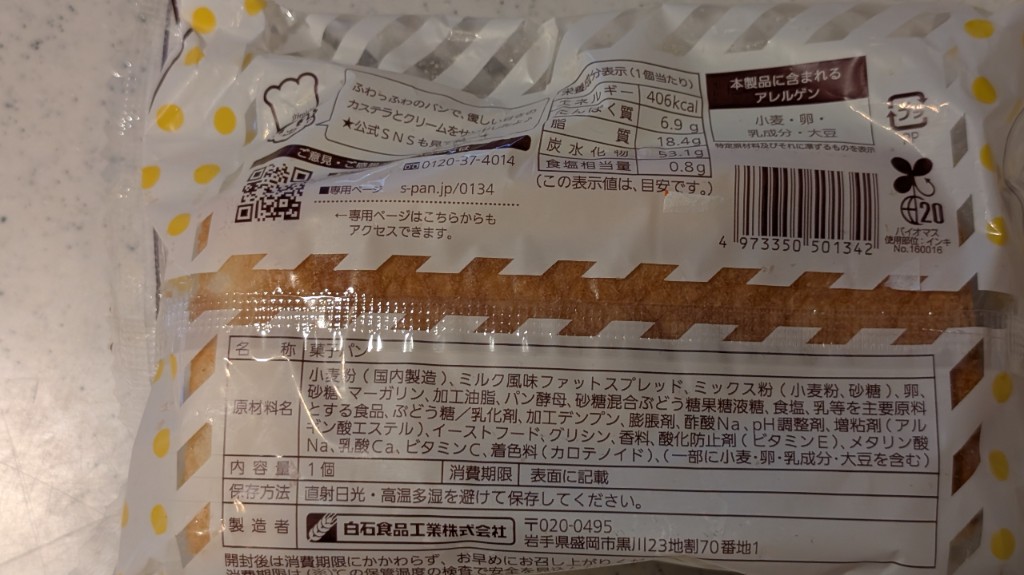 ふわっふわのパンで、優しい
カステラとクリームをサ
★公式SNSも見て
ご意見・ご
0120-37-4014
■専用ページ s-pan.jp/0134
←専用ページはこちらからも
アクセスできます。
栄養成分表示(1個当たり)
エネルギー 406kcal
たんぱく質 6.9g
脂質 18.4g
炭水化物 53.1g
食塩相当量 0.8g
(この表示値は、目安です。)
本製品に含まれる
アレルゲン
小麦・卵・
乳成分・大豆
特定原材料及びそれに準ずるものを表示
プラ
PP
20
バイオマス
使用部位:インキ
No.180016
4 973350 501342
名称 菓子パン
原材料名
小麦粉(国内製造)、ミルク風味ファットスプレッド、ミックス粉(小麦粉、砂糖)、卵、
砂糖、マーガリン、加工油脂、パン酵母、砂糖混合ぶどう糖果糖液糖、食塩、乳等を主要原料
とする食品、ぶどう糖/乳化剤、加工デンプン、膨脹剤、酢酸Na、pH調整剤、増粘剤(アル
ギン酸エステル)、イーストフード、グリシン、香料、酸化防止剤(ビタミンE)、メタリン酸
Na、乳酸Ca、ビタミンC、着色料(カロテノイド)、(一部に小麦・卵・乳成分・大豆を含む)
内容量 1個 消費期限 表面に記載
保存方法 直射日光・高温多湿を避けて保存してください。
製造者 白石食品工業株式会社 〒020-0495
岩手県盛岡市黒川23地割70番地1
開封後は消費期限にかかわらず、お早めにお召し上がり